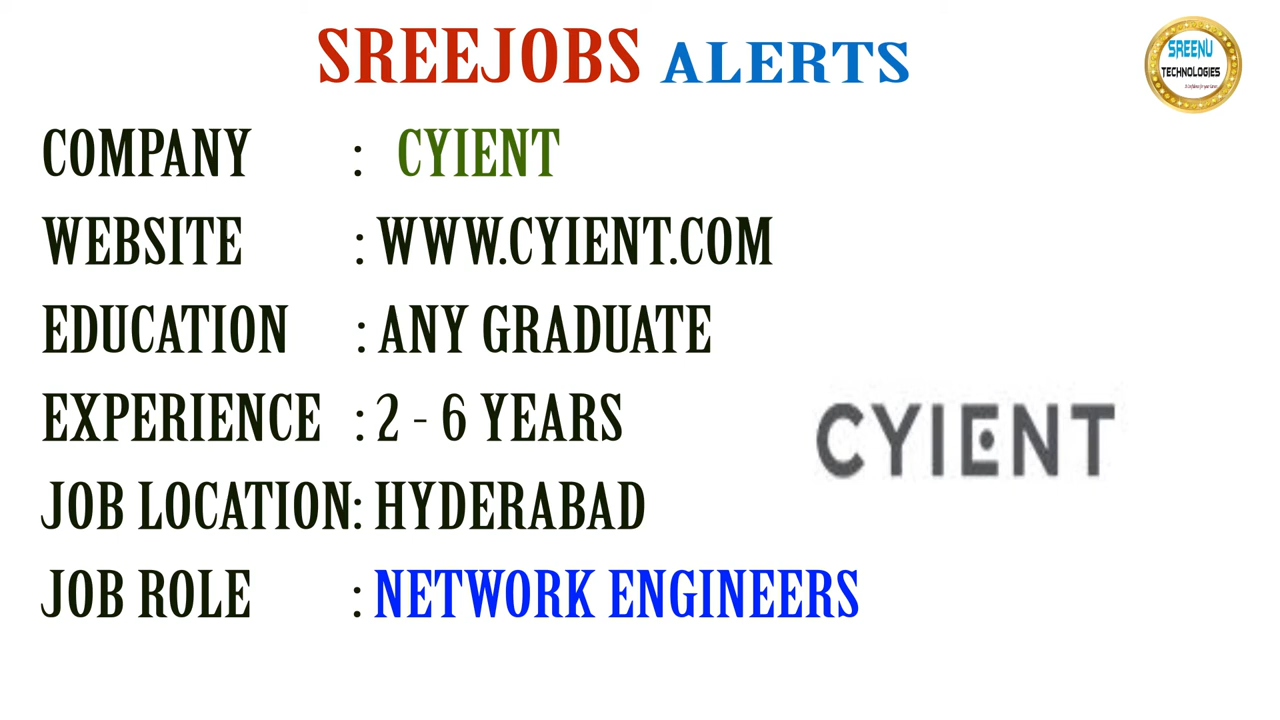 SREEJOBS ALERTS
SREENU
TECHNOLOGIES
COMPANY : CYIENT
WEBSITE : WWW.CYIENT.COM
EDUCATION : ANY GRADUATE
EXPERIENCE : 2 - 6 YEARS
CYIENT
JOB LOCATION: HYDERABAD
JOB ROLE : NETWORK ENGINEERS